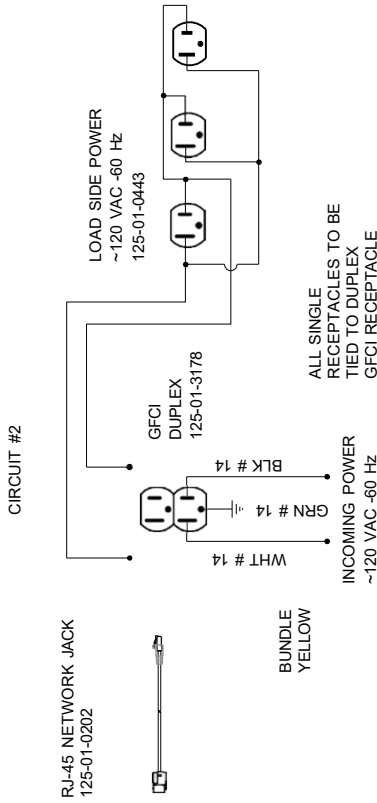 CIRCUIT #2
RJ-45 NETWORK JACK
125-01-0202
GFCI
DUPLEX
125-01-3178
LOAD SIDE POWER
~120 VAC -60 Hz
125-01-0443
BUNDLE
YELLOW
WHT # 14
GRN # 14
BLK # 14
INCOMING POWER
~120 VAC -60 Hz
ALL SINGLE
RECEPTACLES TO BE
TIED TO DUPLEX
GFCI RECEPTACLE